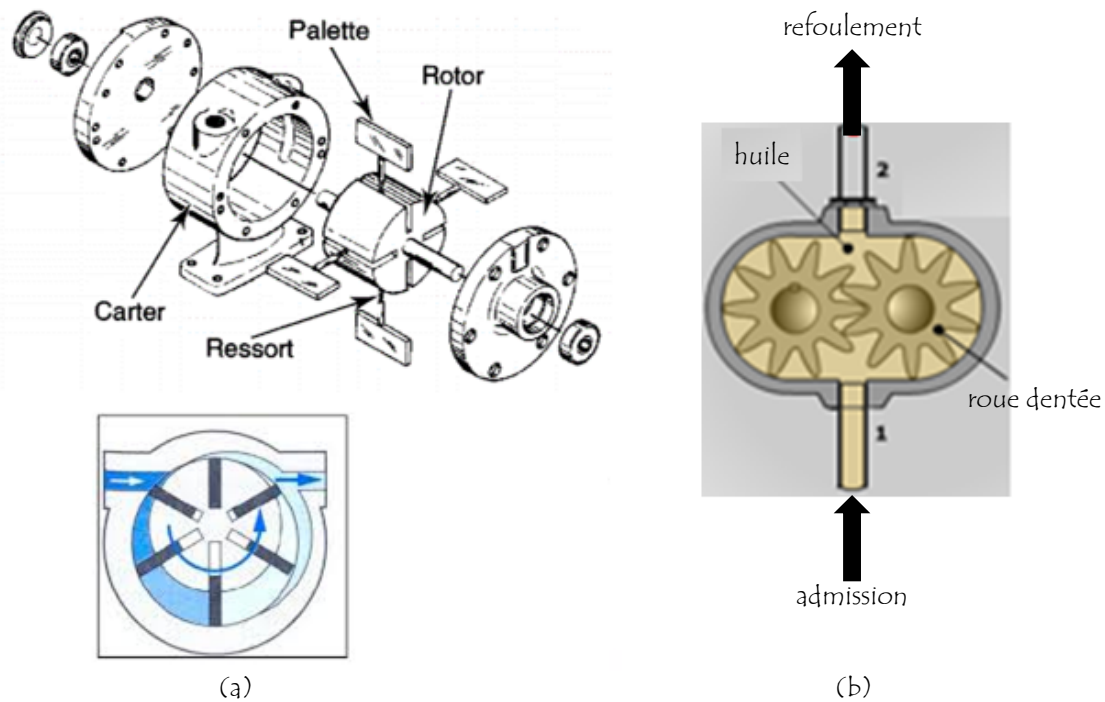 Palette
Rotor
Carter
Ressort
(a)
refoulement
huile
2
roue dentée
1
admission
(b)